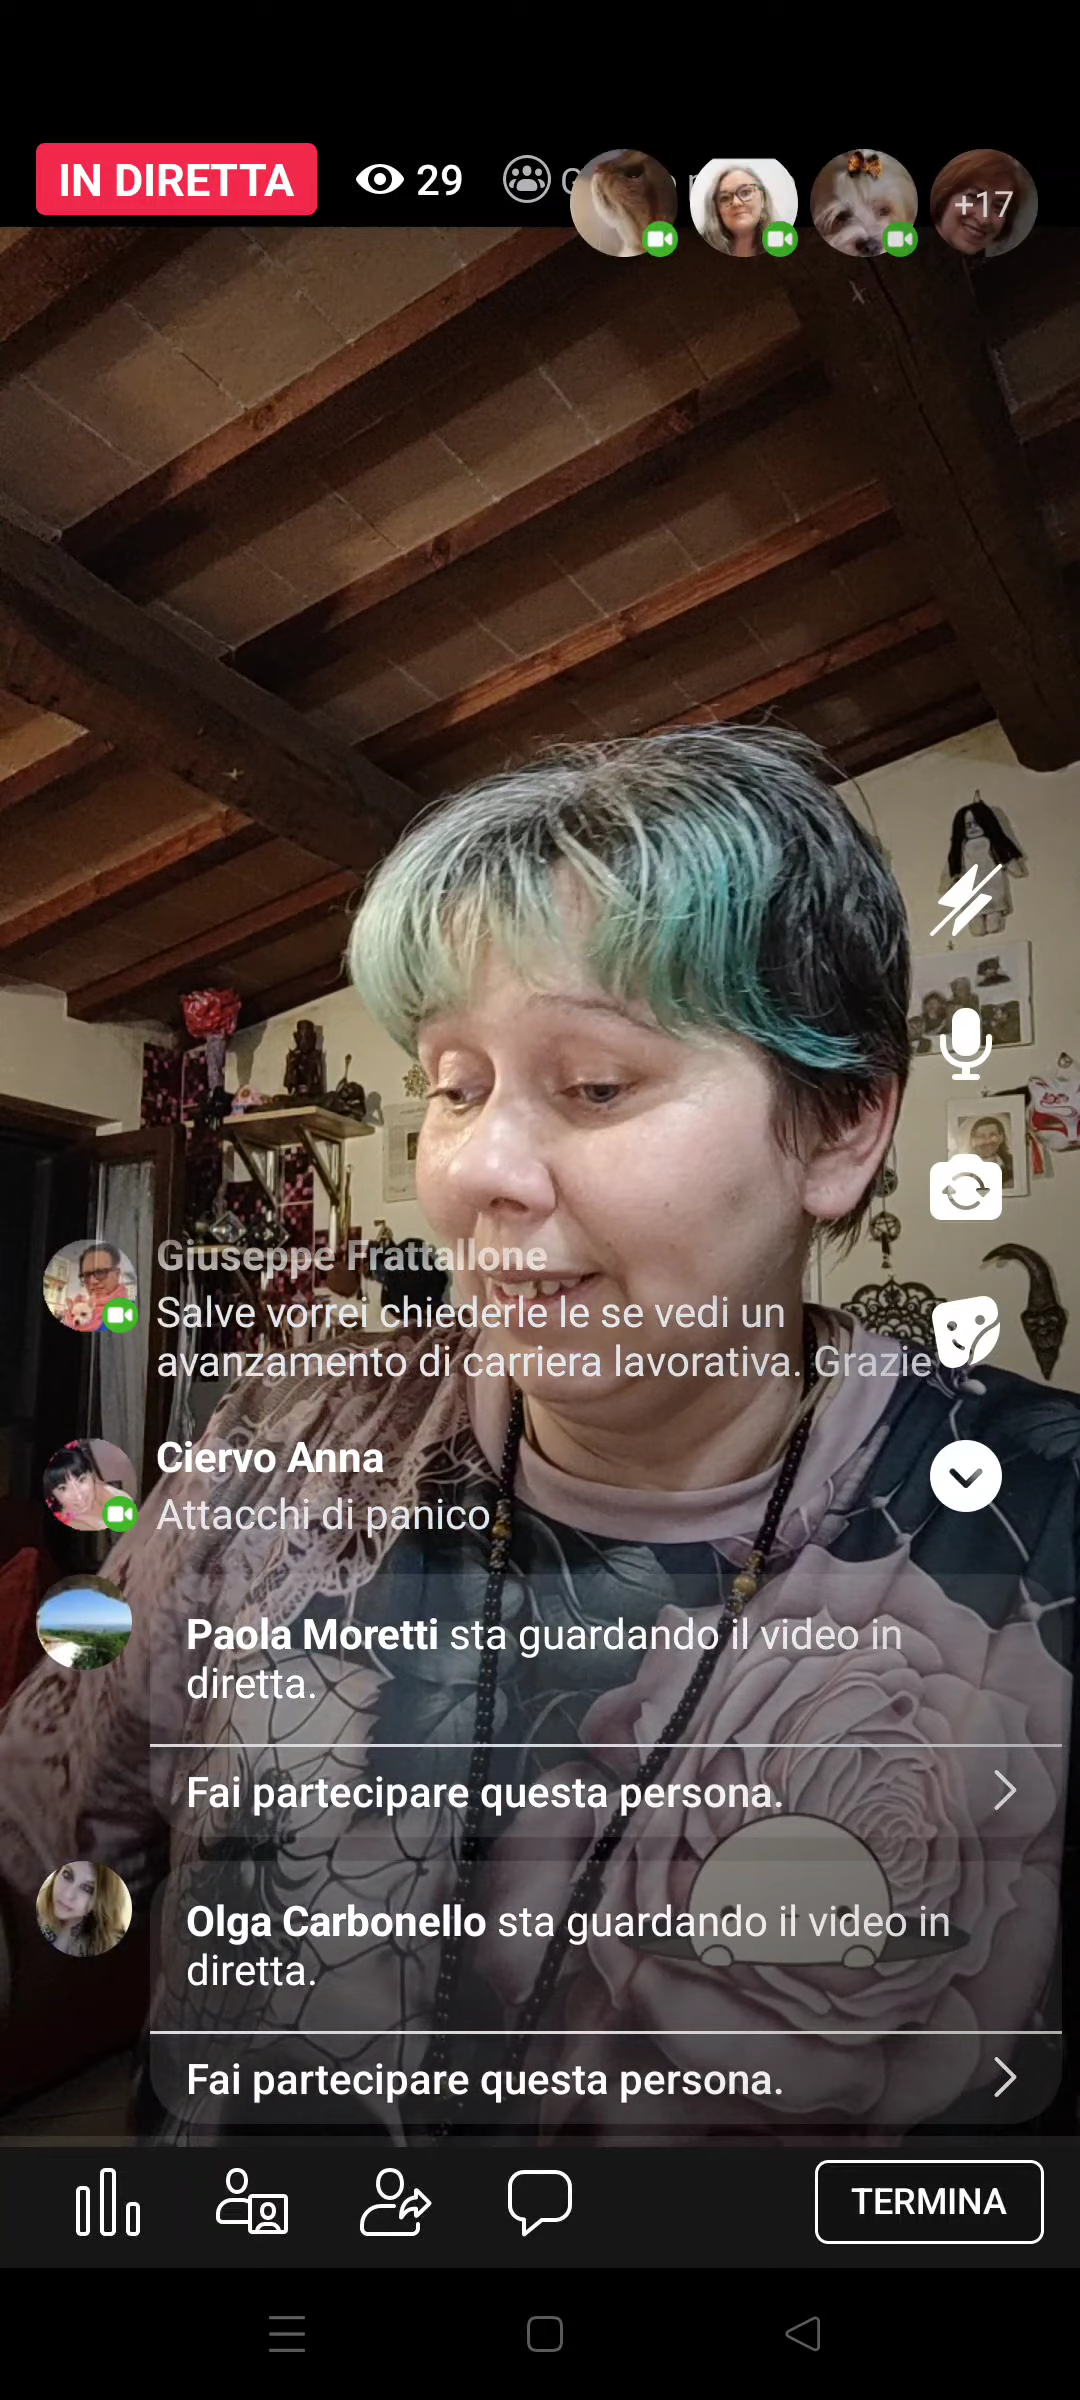 IN DIRETTA
29
+17
Giuseppe Frattallone
Salve vorrei chiederle le se vedi un
avanzamento di carriera lavorativa. Grazie
Ciervo Anna
Attacchi di panico
Paola Moretti sta guardando il video in
diretta.
Fai partecipare questa persona.
Olga Carbonello sta guardando il video in
diretta.
Fai partecipare questa persona.
TERMINA